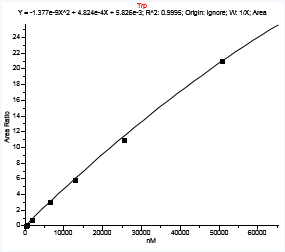 Trp
Y = -1.377e-9X^2 + 4.824e-4X + 5.826e-3; R^2: 0.9995; Origin: Ignore; W: 1/X; Area
24
22
20
18
16
14
12
10
8
6
4
2
0
Area Ratio
0 10000 20000 30000 40000 50000 60000
nM